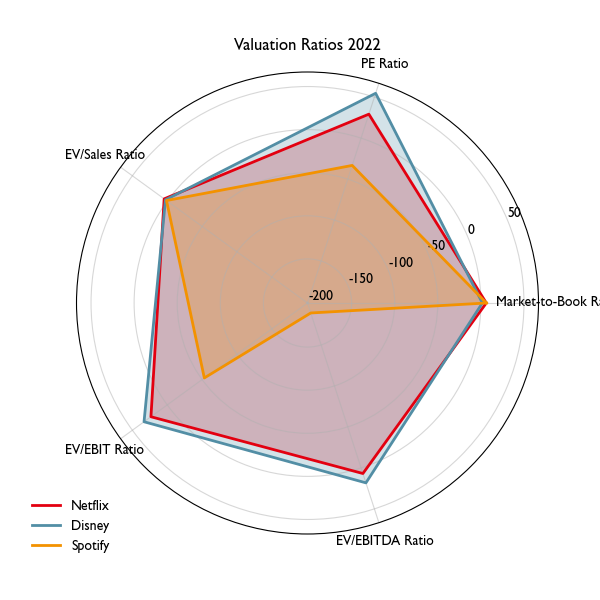 Valuation Ratios 2022
PE Ratio
EV/Sales Ratio
50
0
-50
-100
-150
-200
Market-to-Book Ra
EV/EBIT Ratio
EV/EBITDA Ratio
Netflix
Disney
Spotify